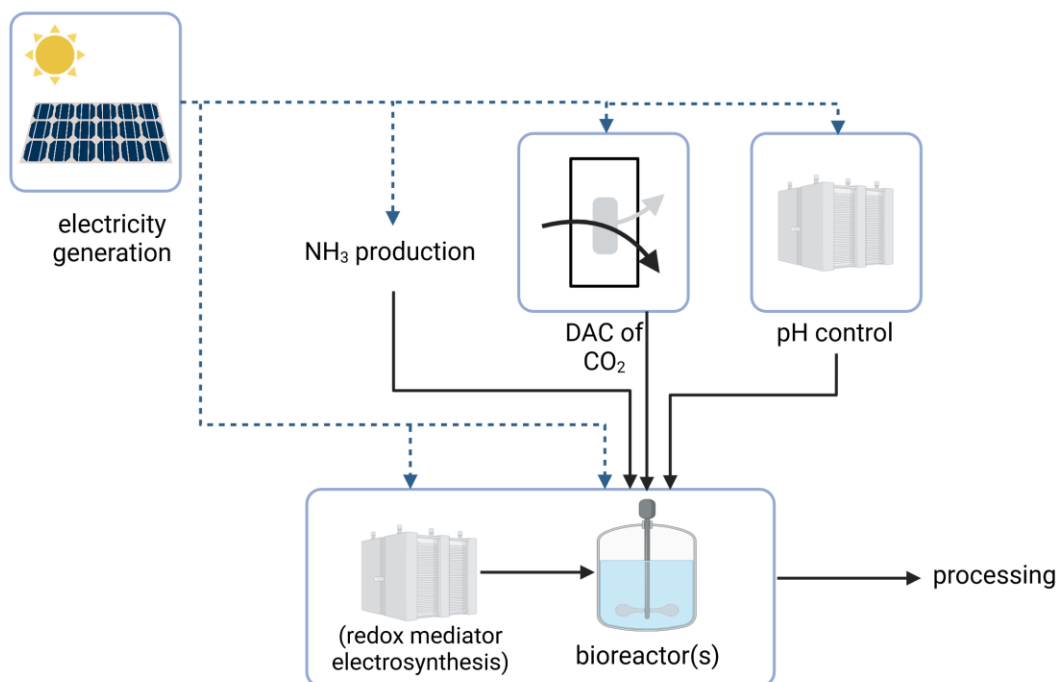 electricity
generation
NH₃ production
DAC of
CO₂
pH control
(redox mediator
electrosynthesis)
bioreactor(s)
processing